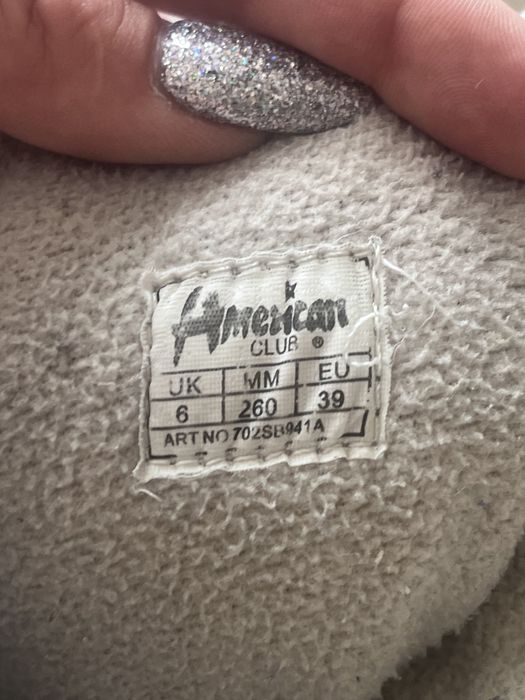 American
CLUB ®
UK MM EU
6 260 39
ART NO 702SB941A